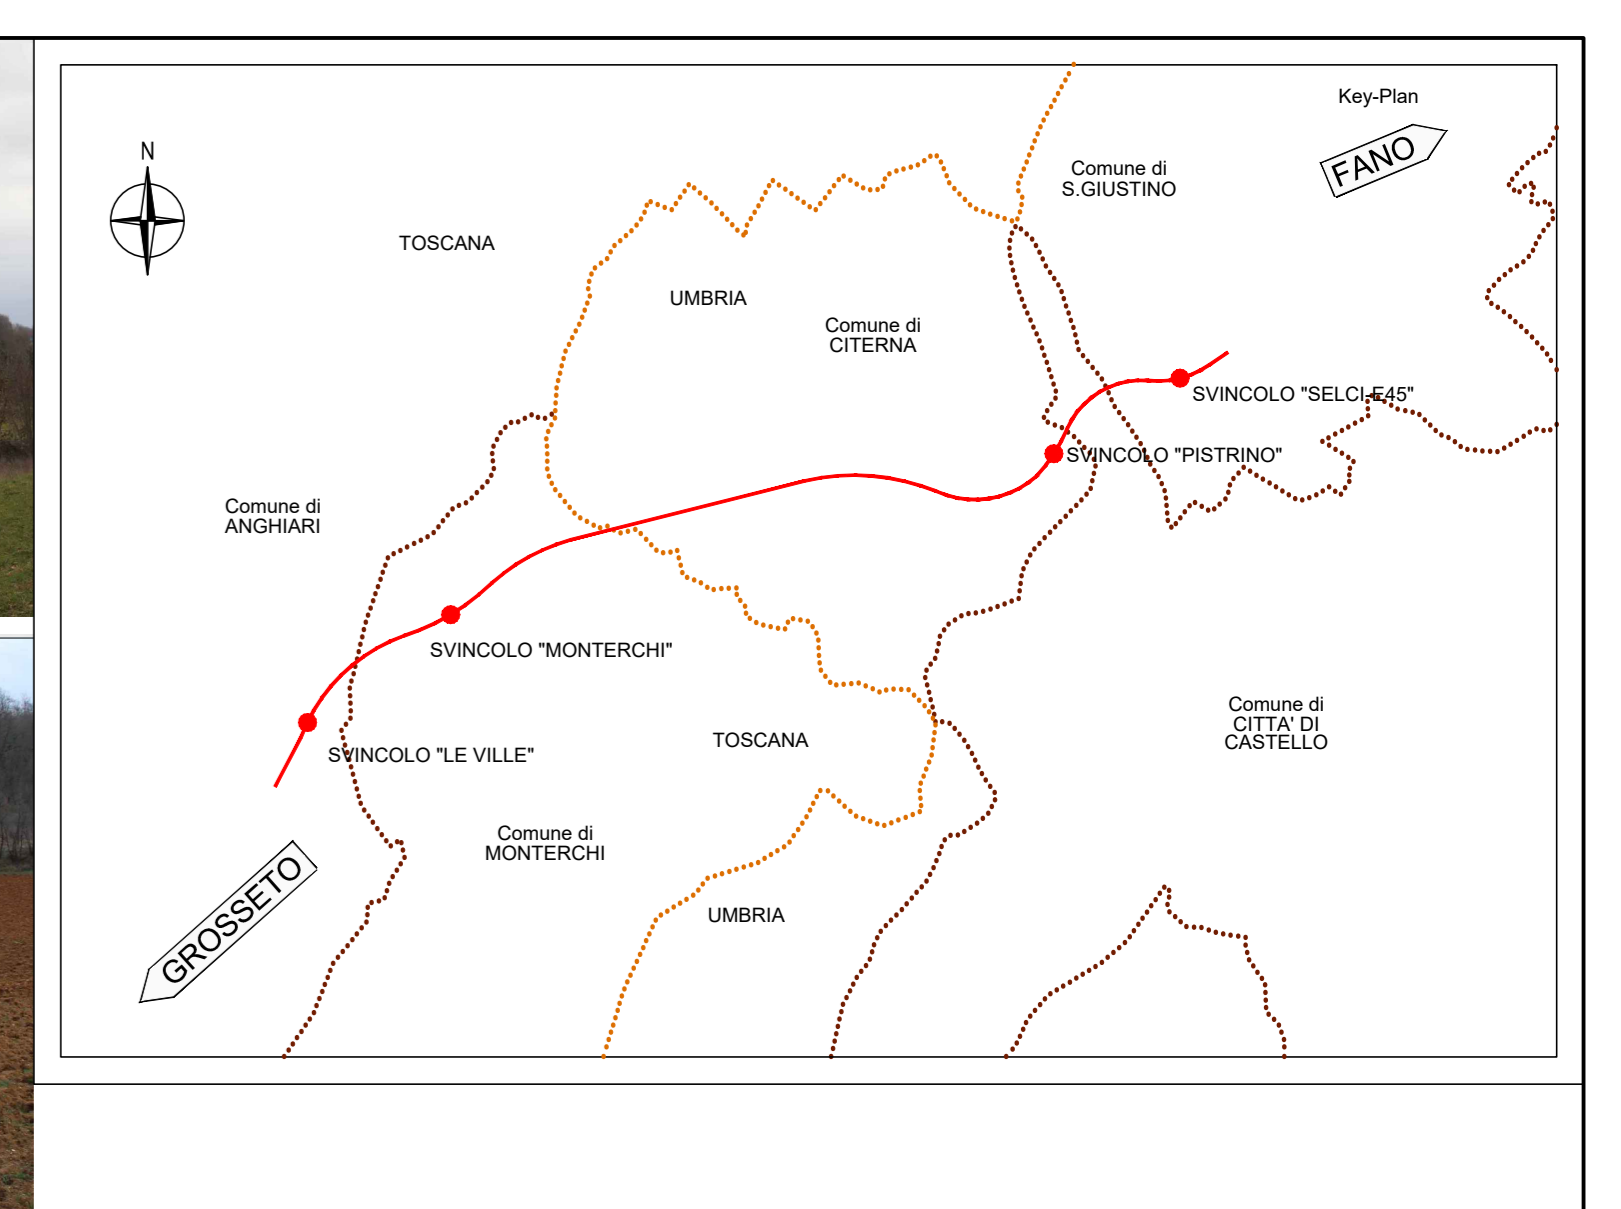 Key-Plan
FANO
N
Comune di
S.GIUSTINO
TOSCANA
UMBRIA
Comune di
CITERNA
SVINCOLO "SELCI-E45"
SVINCOLO "PISTRINO"
Comune di
ANGHIARI
SVINCOLO "MONTERCHI"
SVINCOLO "LE VILLE"
TOSCANA
Comune di
CITTA' DI
CASTELLO
Comune di
MONTERCHI
GROSSETO
UMBRIA